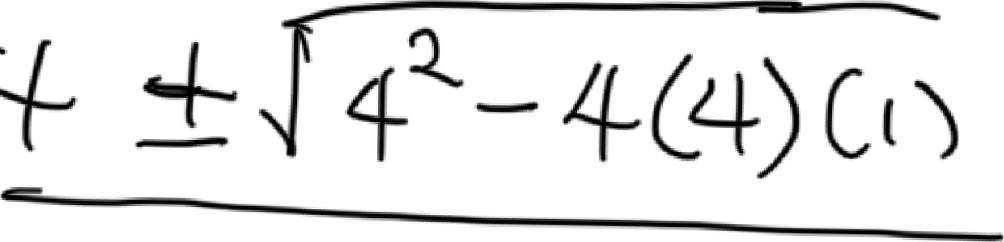 4 ± √4² - 4(4)(1)